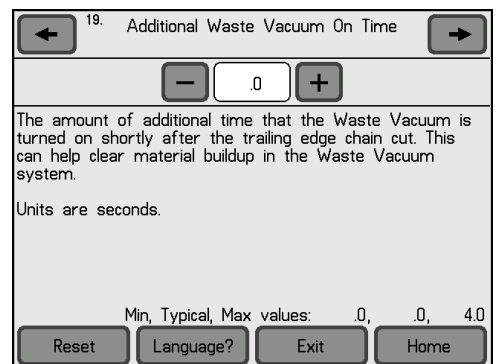 19. Additional Waste Vacuum On Time
− .0 +
The amount of additional time that the Waste Vacuum is
turned on shortly after the trailing edge chain cut. This
can help clear material buildup in the Waste Vacuum
system.
Units are seconds.
Min, Typical, Max values: .0, .0, 4.0
Reset Language? Exit Home